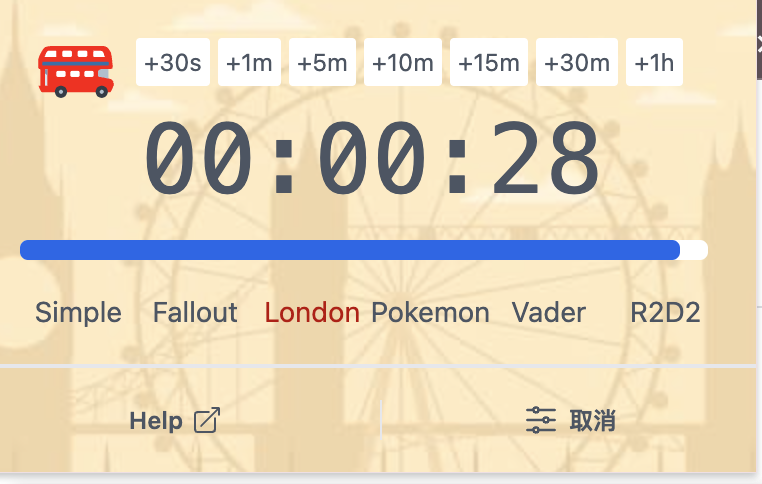 +30s +1m +5m +10m +15m +30m +1h
00:00:28
Simple Fallout London Pokemon Vader R2D2
Help 取消